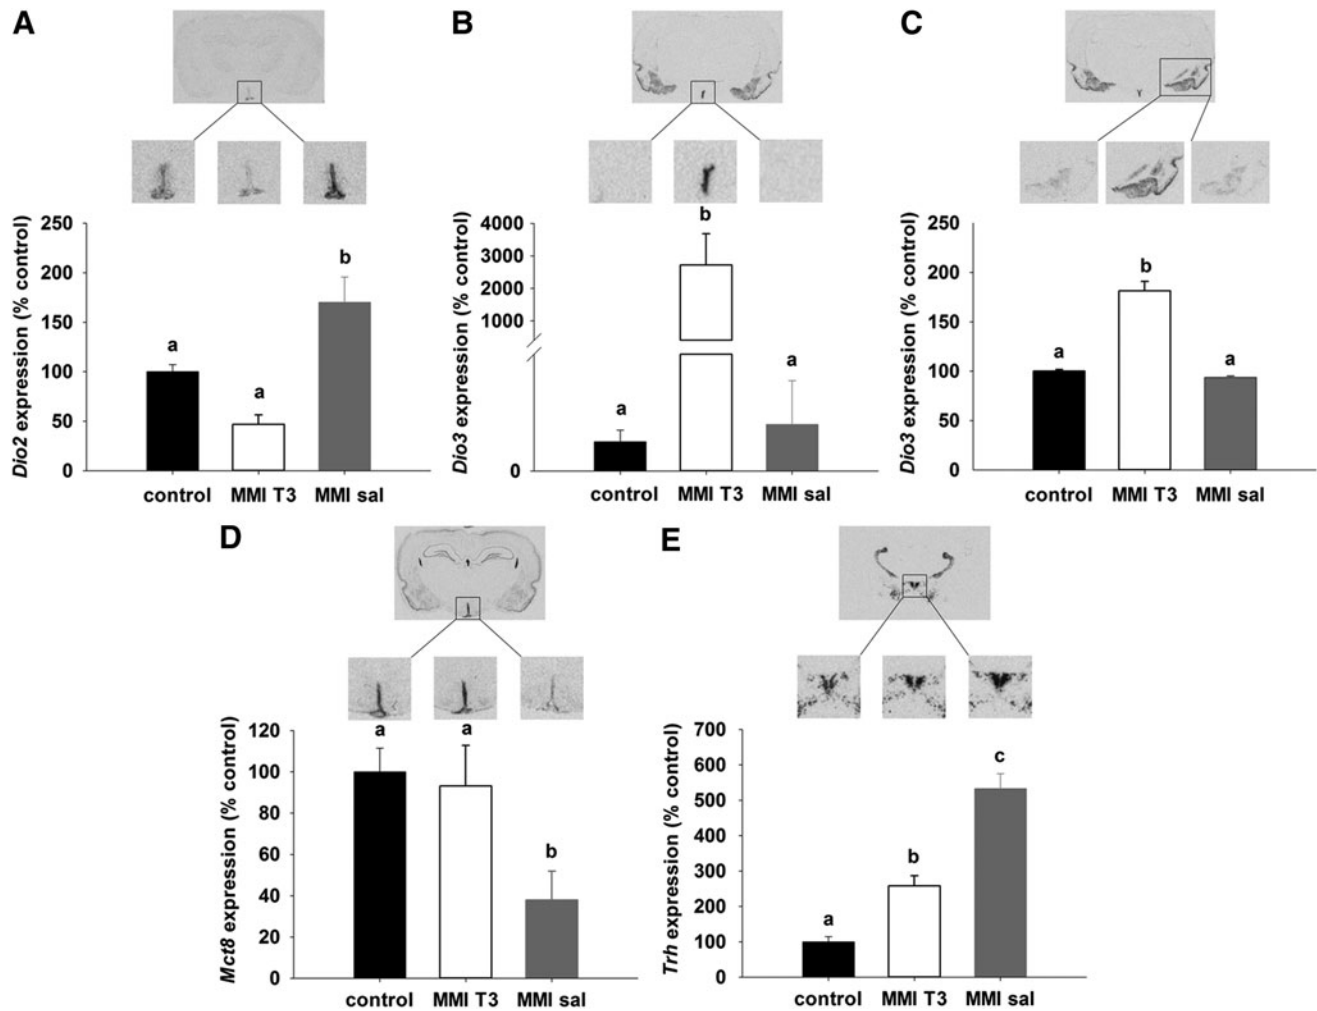 A
Dio2 expression (% control)
250
200
150
100
50
0
a
a
b
control MMI T3 MMI sal
B
Dio3 expression (% control)
4000
3000
2000
1000
0
a
b
a
control MMI T3 MMI sal
C
Dio3 expression (% control)
250
200
150
100
50
0
a
b
a
control MMI T3 MMI sal
D
Mct8 expression (% control)
120
100
80
60
40
20
0
a
a
b
control MMI T3 MMI sal
E
Trh expression (% control)
700
600
500
400
300
200
100
0
a
b
c
control MMI T3 MMI sal